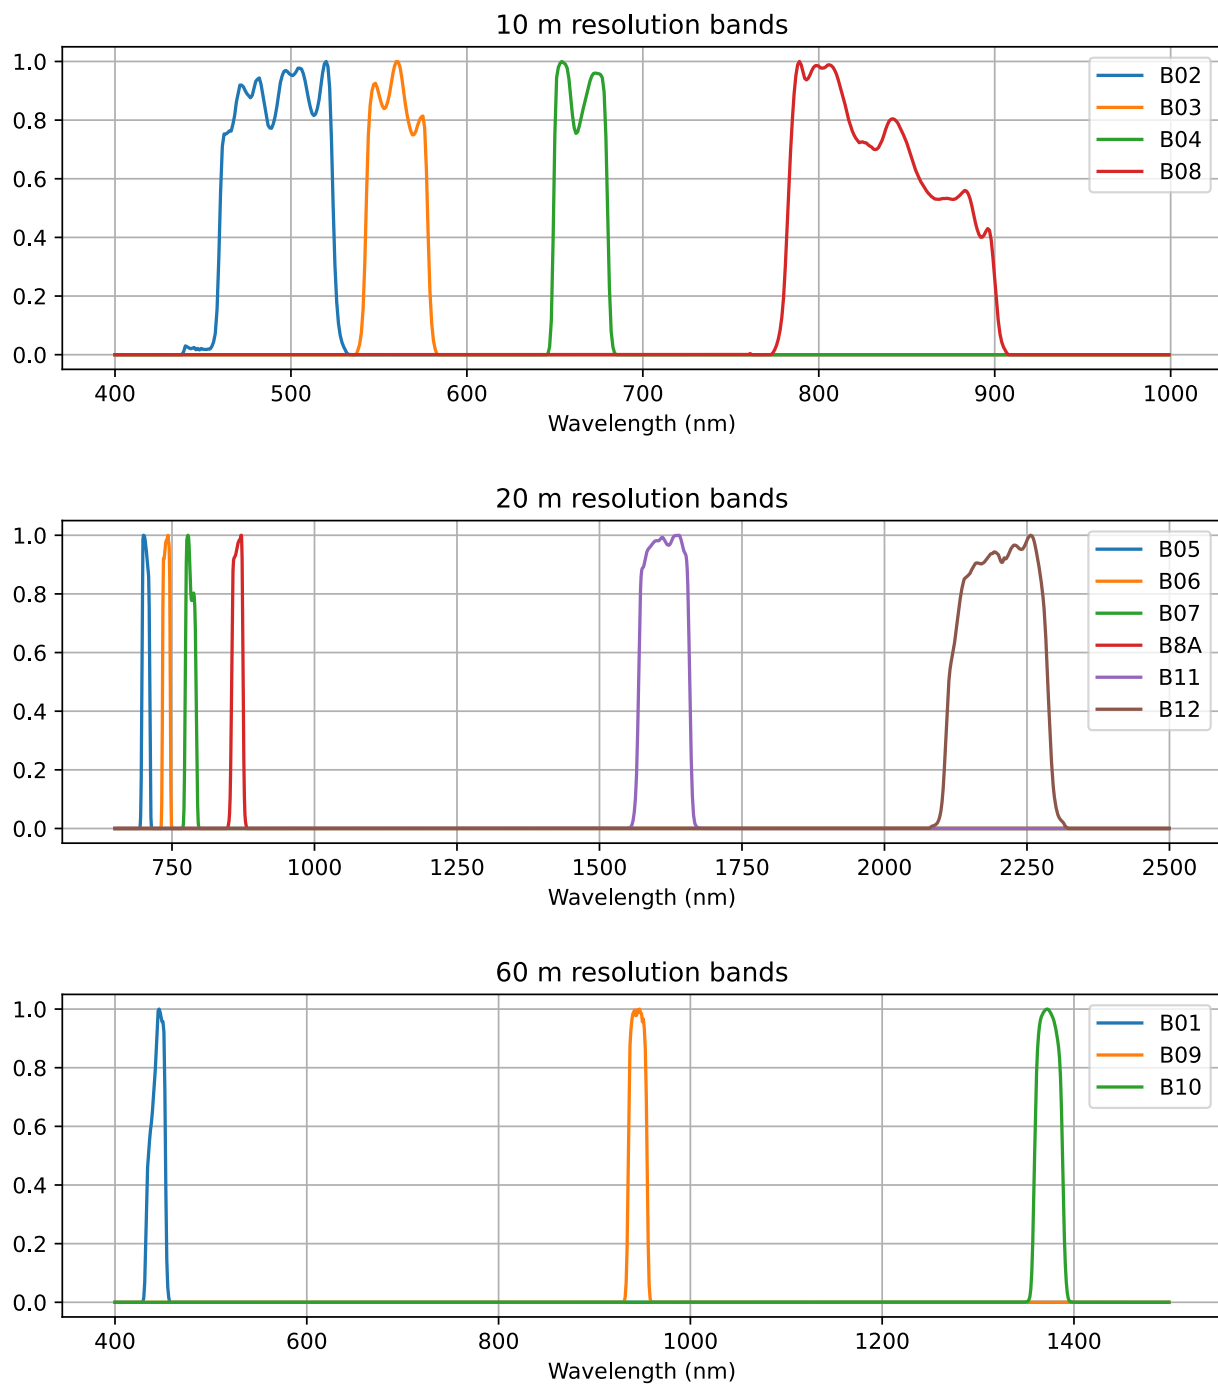 10 m resolution bands
1.0
0.8
0.6
0.4
0.2
0.0
B02
B03
B04
B08
400 500 600 700 800 900 1000
Wavelength (nm)
20 m resolution bands
1.0
0.8
0.6
0.4
0.2
0.0
B05
B06
B07
B8A
B11
B12
750 1000 1250 1500 1750 2000 2250 2500
Wavelength (nm)
60 m resolution bands
1.0
0.8
0.6
0.4
0.2
0.0
B01
B09
B10
400 600 800 1000 1200 1400
Wavelength (nm)